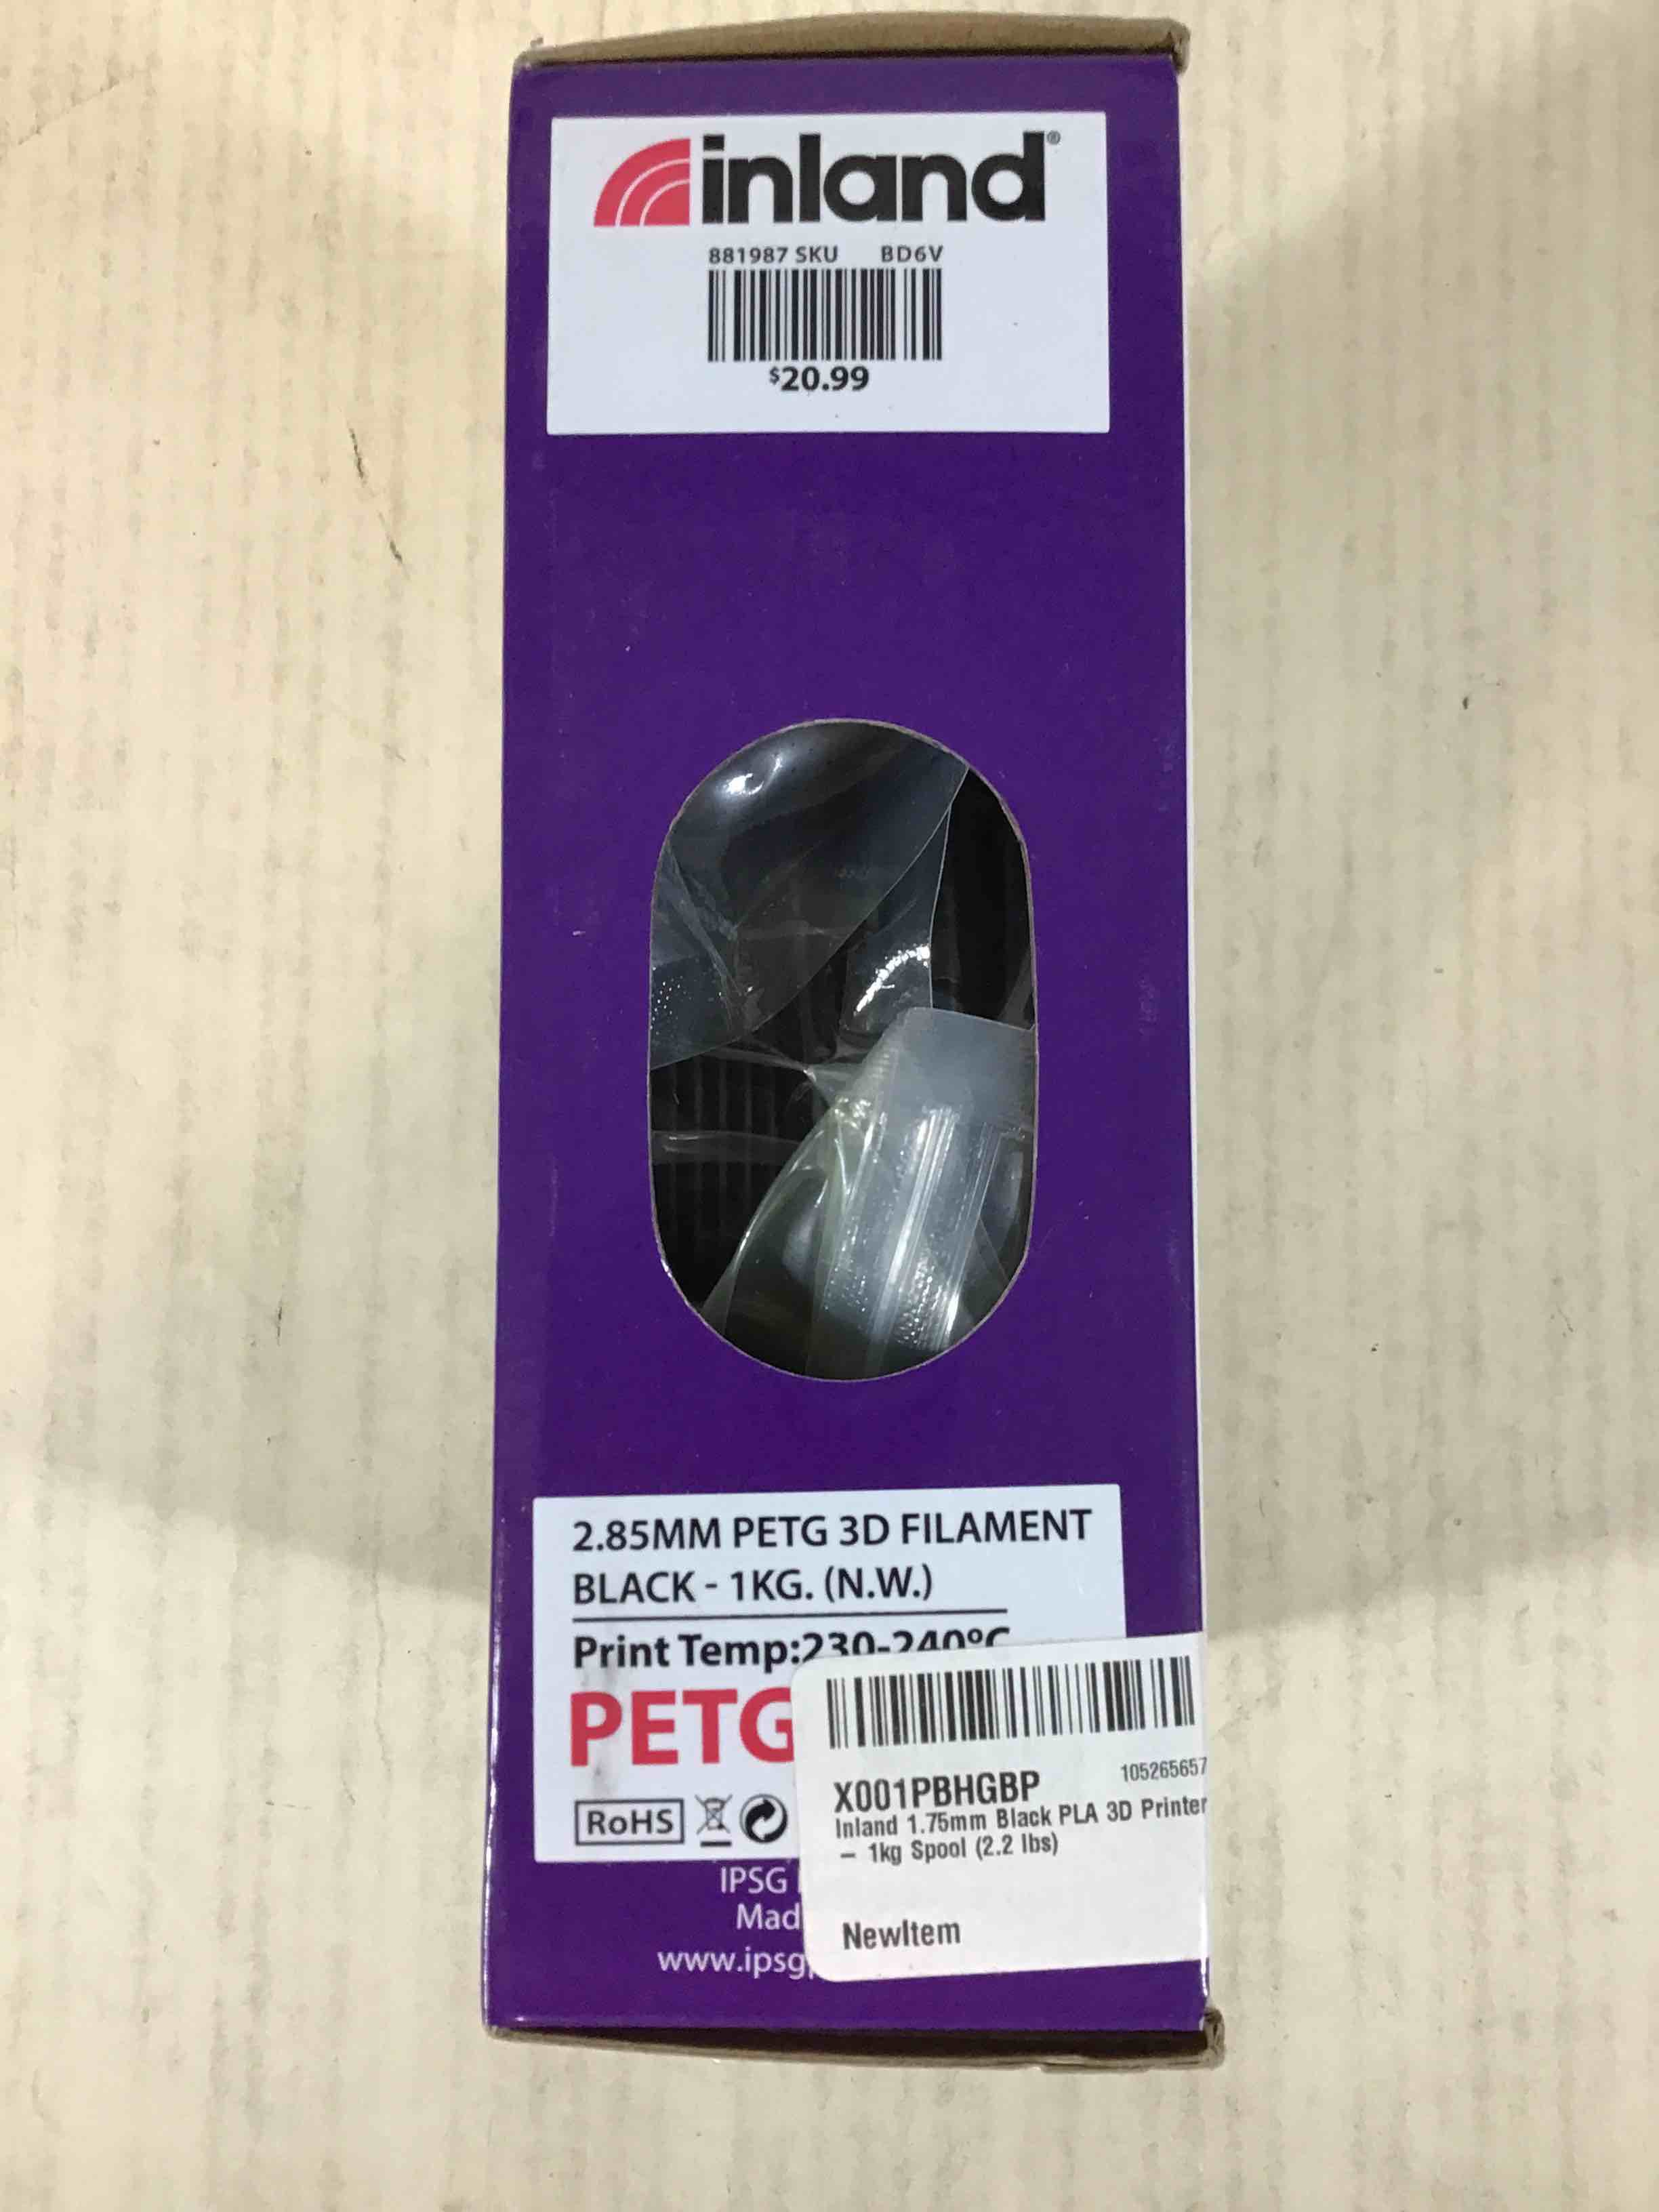 inland®
881987 SKU BD6V
$20.99
2.85MM PETG 3D FILAMENT
BLACK - 1KG. (N.W.)
Print Temp:230-240ºC
PETG
RoHS
IPSG
Mad
www.ipsg
X001PBHGBP 105265657
Inland 1.75mm Black PLA 3D Printer
– 1kg Spool (2.2 lbs)
NewItem